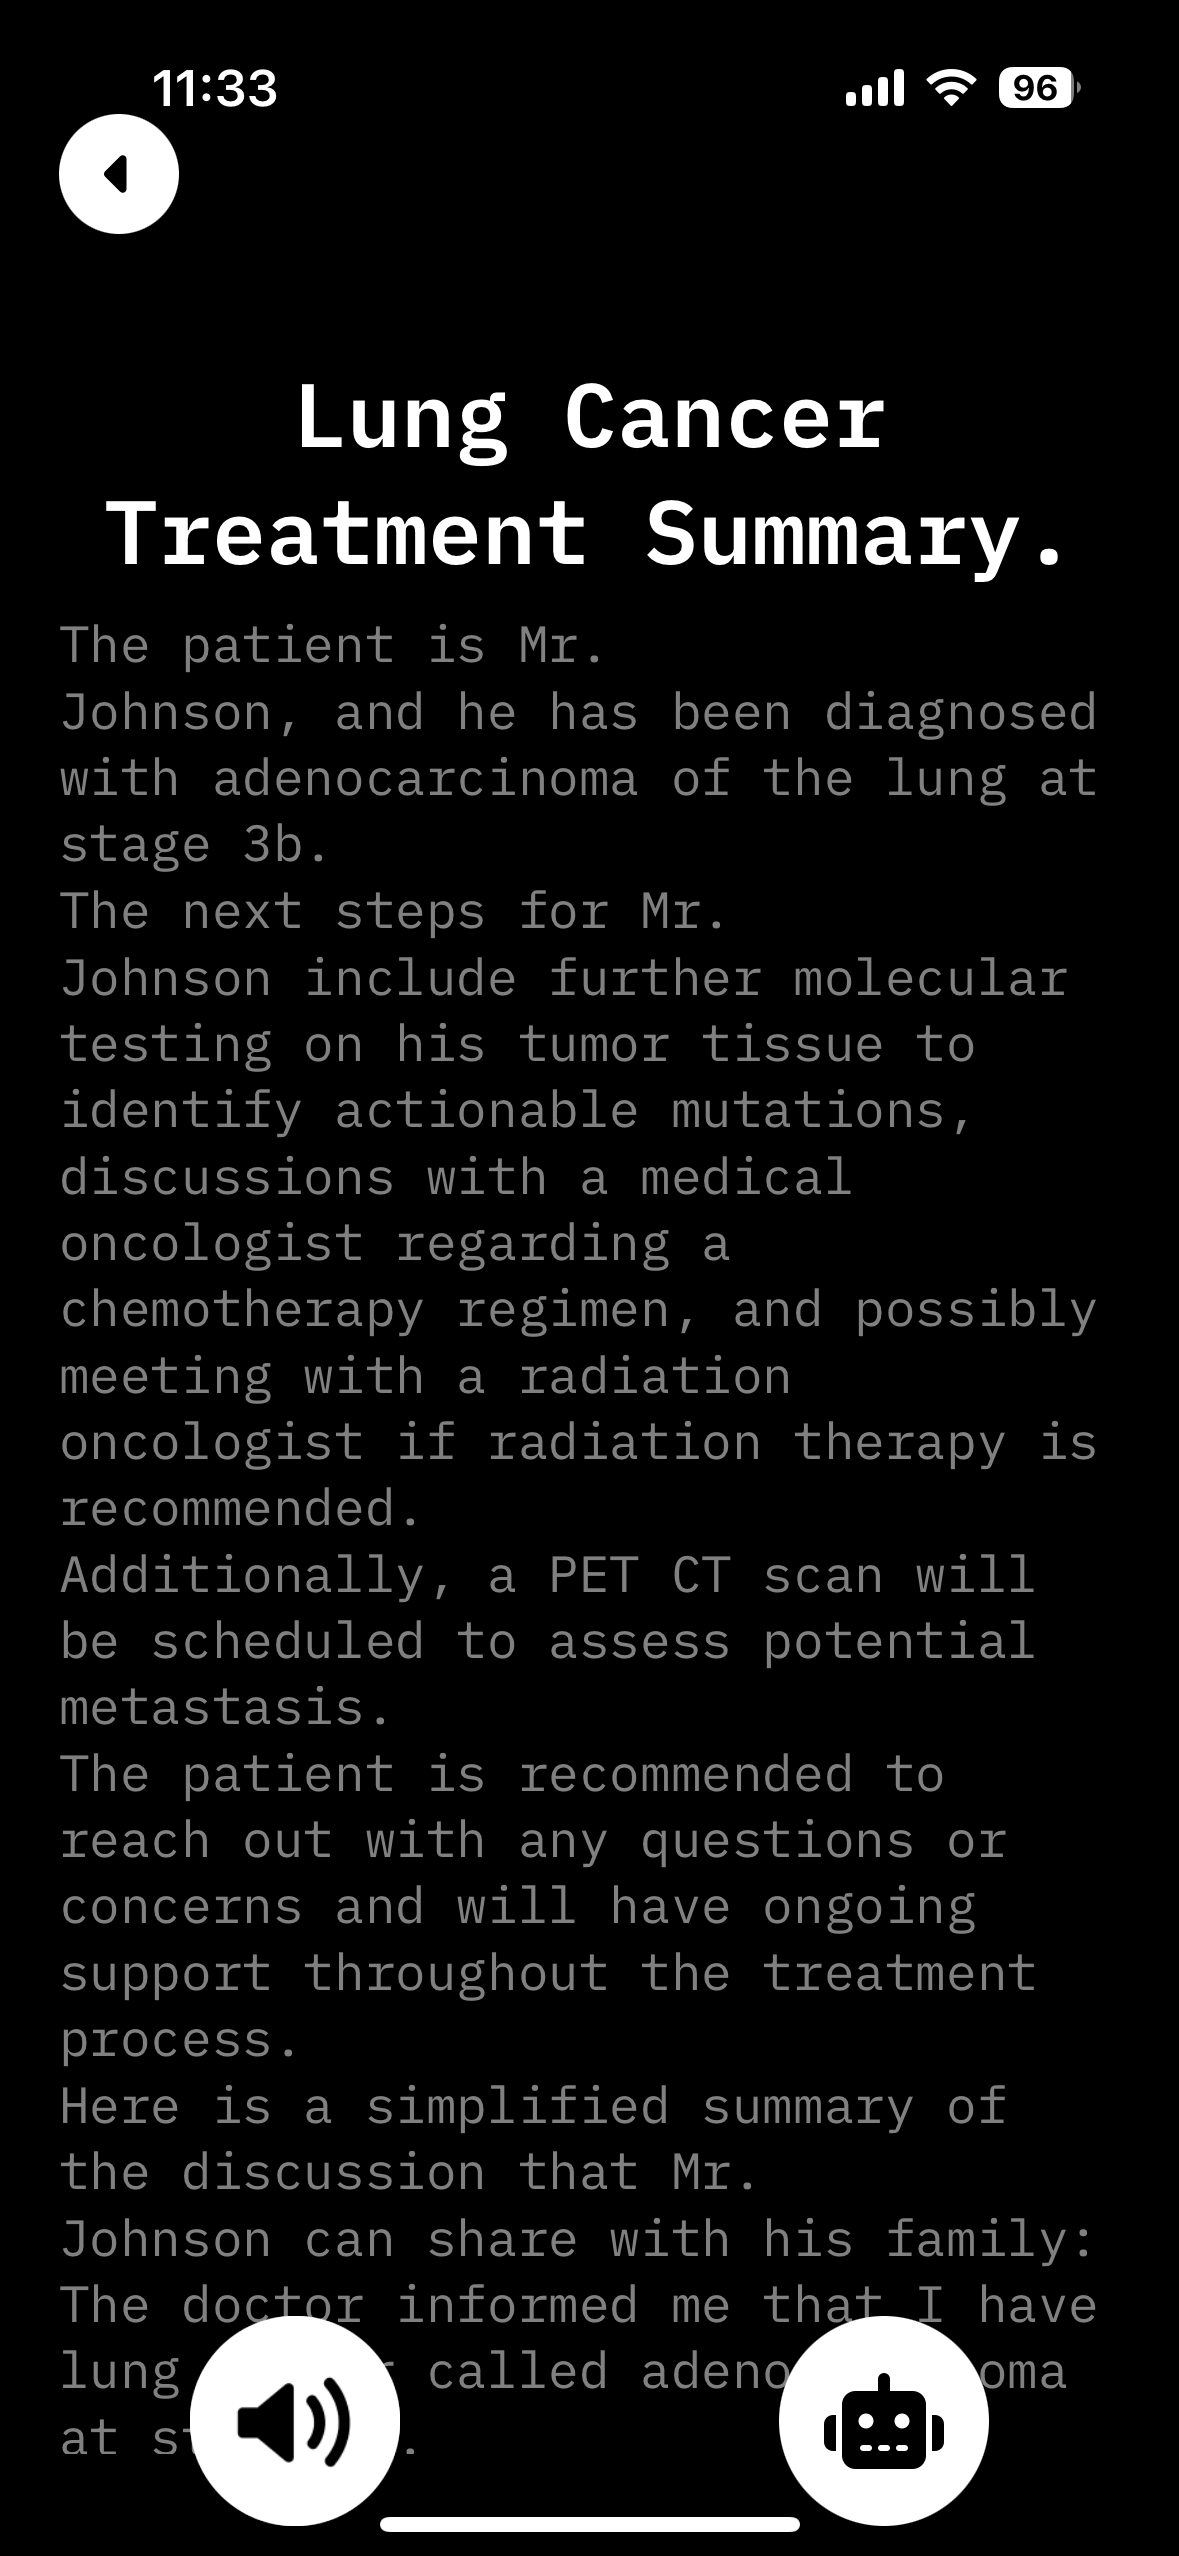 11:33
96
Lung Cancer
Treatment Summary.
The patient is Mr.
Johnson, and he has been diagnosed
with adenocarcinoma of the lung at
stage 3b.
The next steps for Mr.
Johnson include further molecular
testing on his tumor tissue to
identify actionable mutations,
discussions with a medical
oncologist regarding a
chemotherapy regimen, and possibly
meeting with a radiation
oncologist if radiation therapy is
recommended.
Additionally, a PET CT scan will
be scheduled to assess potential
metastasis.
The patient is recommended to
reach out with any questions or
concerns and will have ongoing
support throughout the treatment
process.
Here is a simplified summary of
the discussion that Mr.
Johnson can share with his family:
The doctor informed me that I have
lung called
at